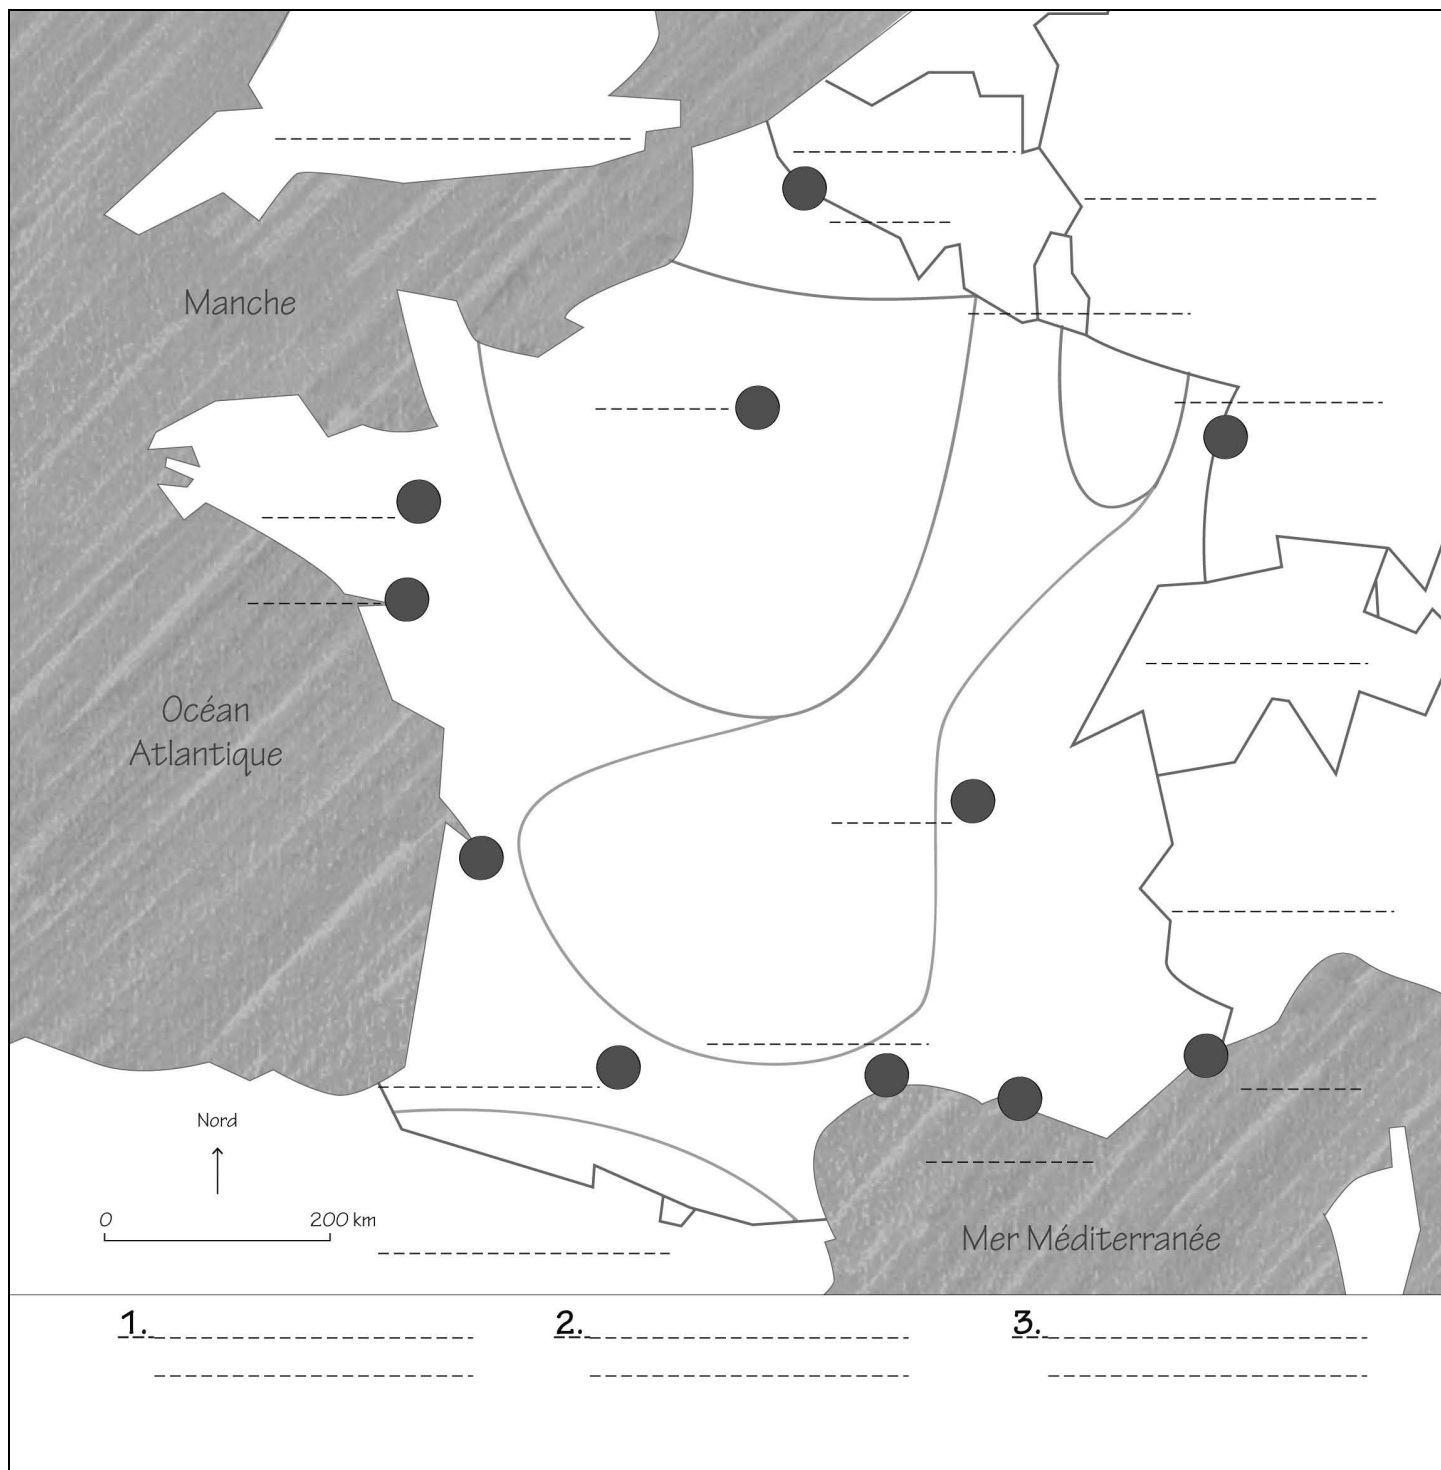 Manche
Océan
Atlantique
Nord
0 200 km
Mer Méditerranée
1. 2. 3.